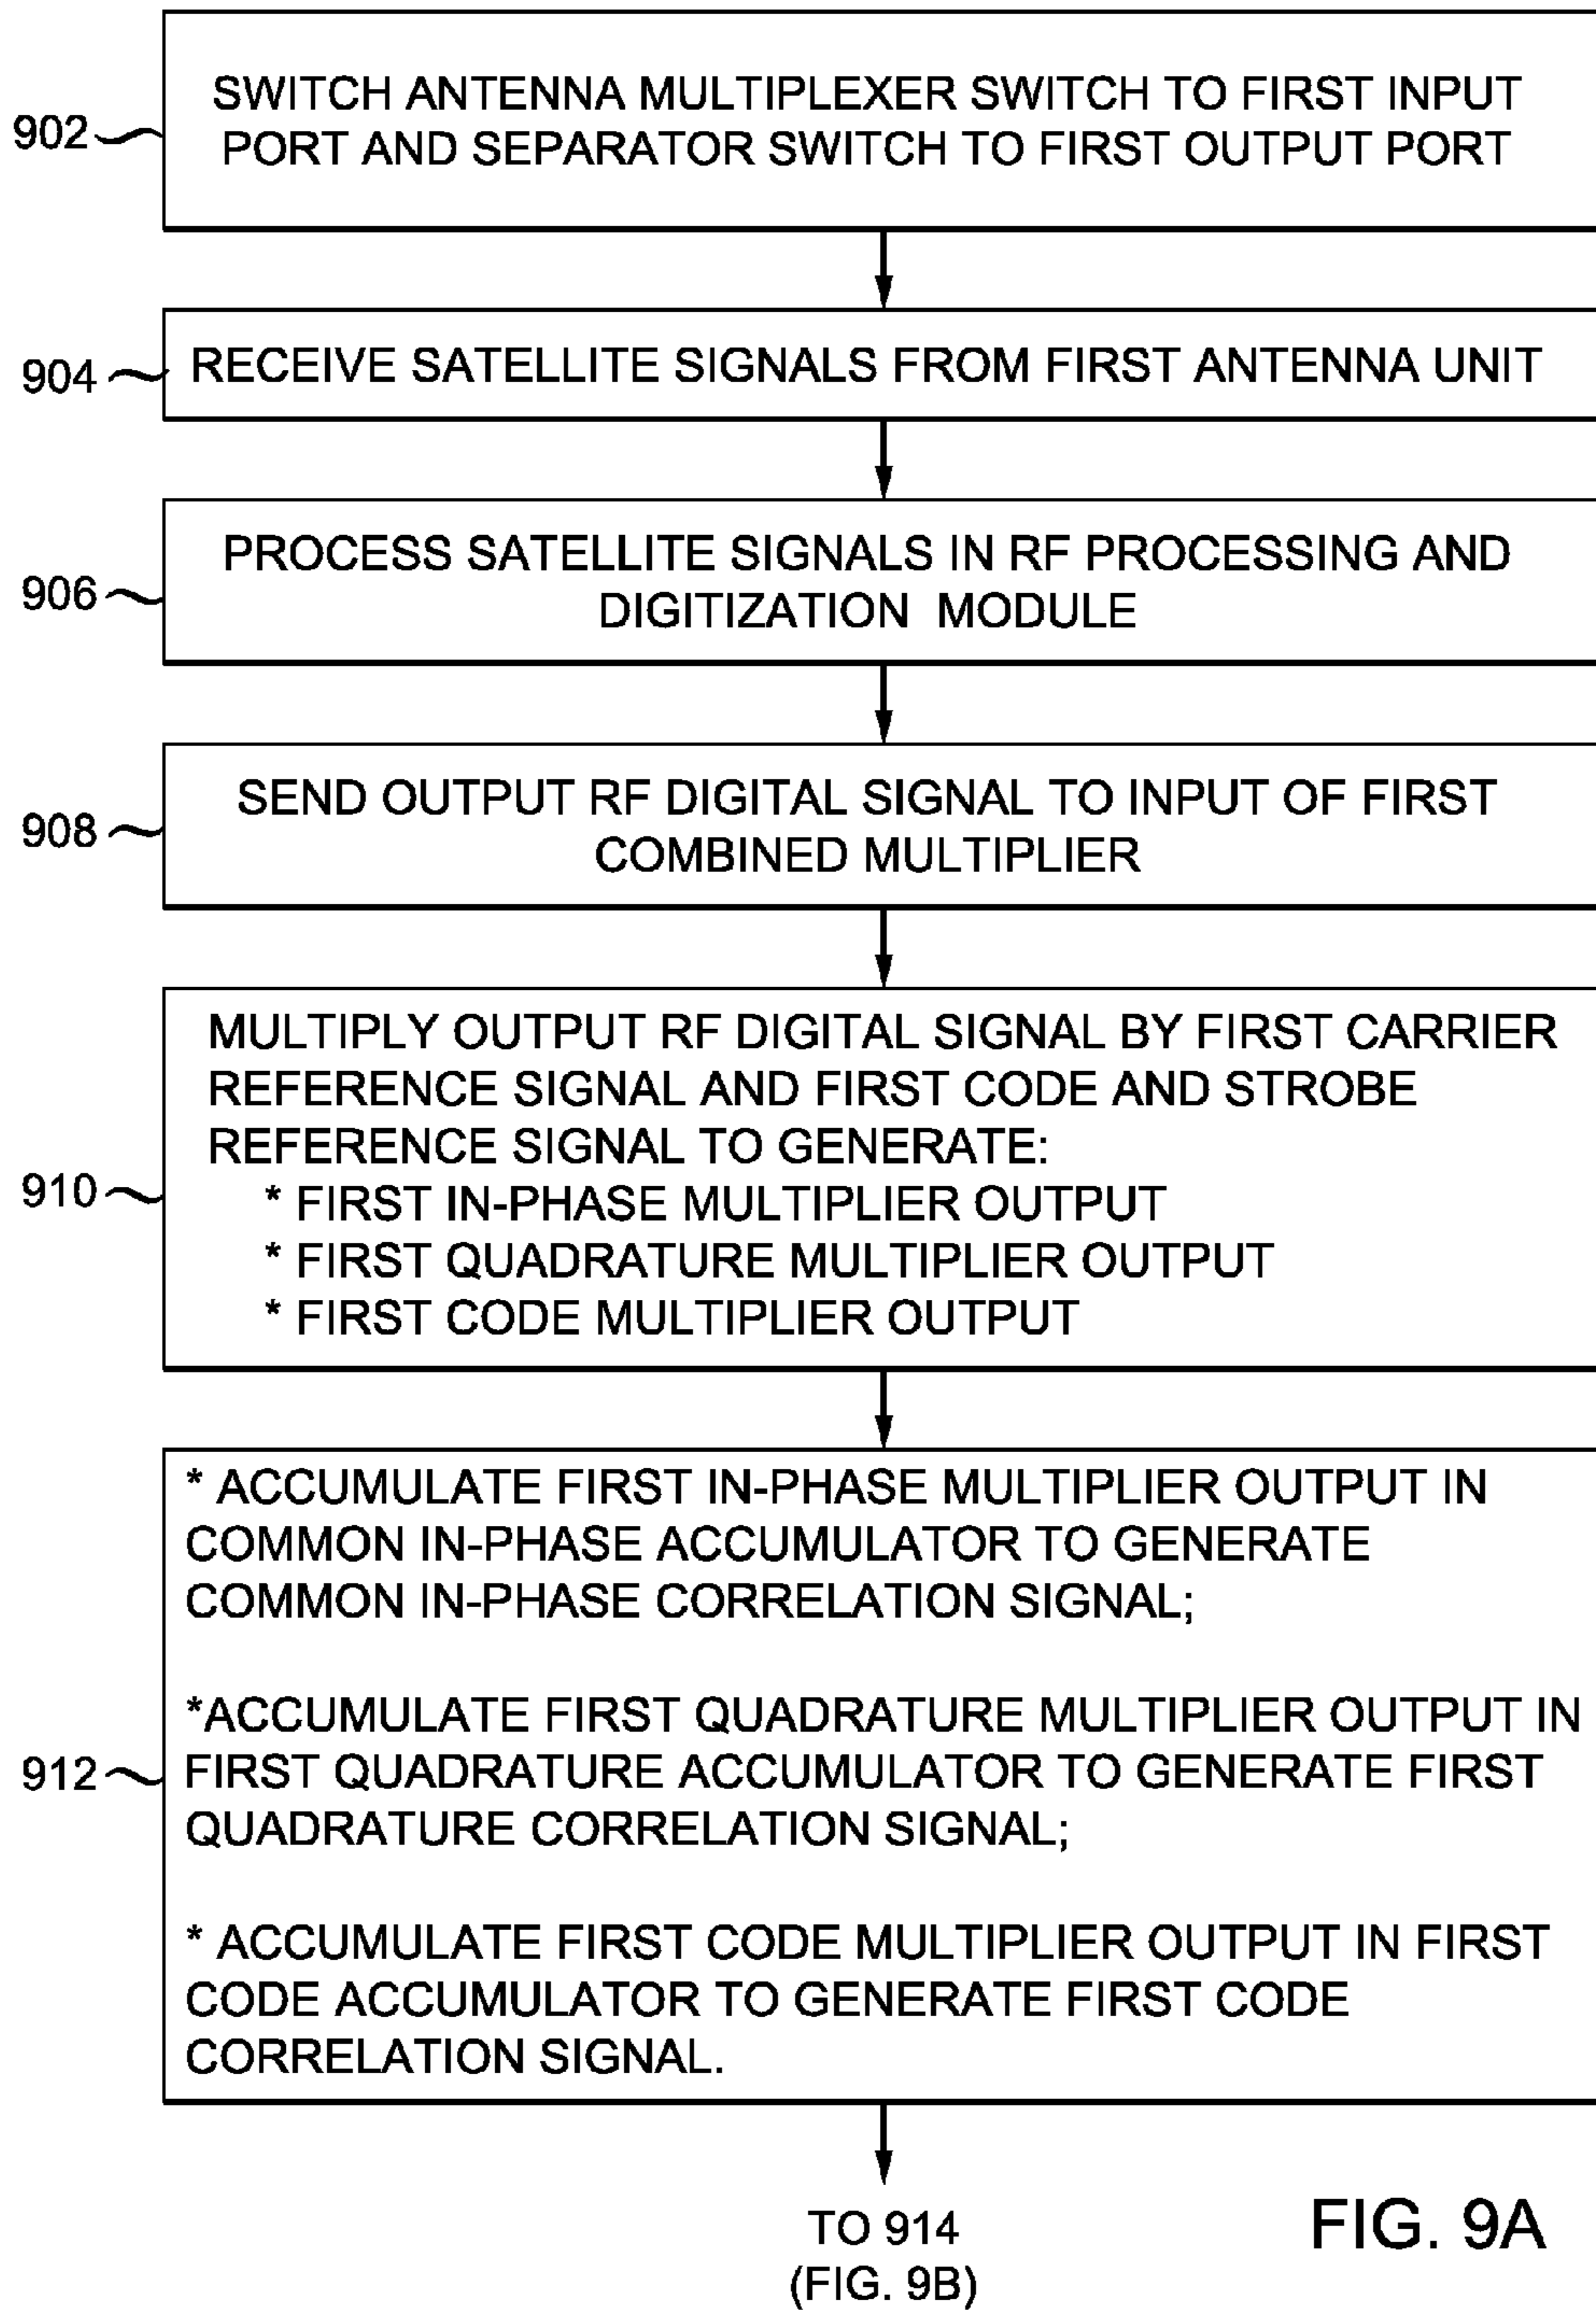 902
SWITCH ANTENNA MULTIPLEXER SWITCH TO FIRST INPUT
PORT AND SEPARATOR SWITCH TO FIRST OUTPUT PORT
904
RECEIVE SATELLITE SIGNALS FROM FIRST ANTENNA UNIT
906
PROCESS SATELLITE SIGNALS IN RF PROCESSING AND
DIGITIZATION MODULE
908
SEND OUTPUT RF DIGITAL SIGNAL TO INPUT OF FIRST
COMBINED MULTIPLIER
910
MULTIPLY OUTPUT RF DIGITAL SIGNAL BY FIRST CARRIER
REFERENCE SIGNAL AND FIRST CODE AND STROBE
REFERENCE SIGNAL TO GENERATE:
* FIRST IN-PHASE MULTIPLIER OUTPUT
* FIRST QUADRATURE MULTIPLIER OUTPUT
* FIRST CODE MULTIPLIER OUTPUT
912
* ACCUMULATE FIRST IN-PHASE MULTIPLIER OUTPUT IN
COMMON IN-PHASE ACCUMULATOR TO GENERATE
COMMON IN-PHASE CORRELATION SIGNAL;
*ACCUMULATE FIRST QUADRATURE MULTIPLIER OUTPUT IN
FIRST QUADRATURE ACCUMULATOR TO GENERATE FIRST
QUADRATURE CORRELATION SIGNAL;
* ACCUMULATE FIRST CODE MULTIPLIER OUTPUT IN FIRST
CODE ACCUMULATOR TO GENERATE FIRST CODE
CORRELATION SIGNAL.
TO 914
(FIG. 9B)
FIG. 9A